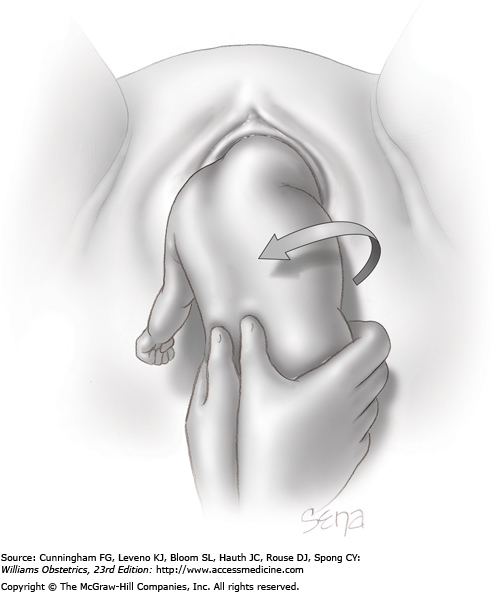 Sena
Source: Cunningham FG, Leveno KJ, Bloom SL, Hauth JC, Rouse DJ, Spong CY:
Williams Obstetrics, 23rd Edition: http://www.accessmedicine.com
Copyright © The McGraw-Hill Companies, Inc. All rights reserved.